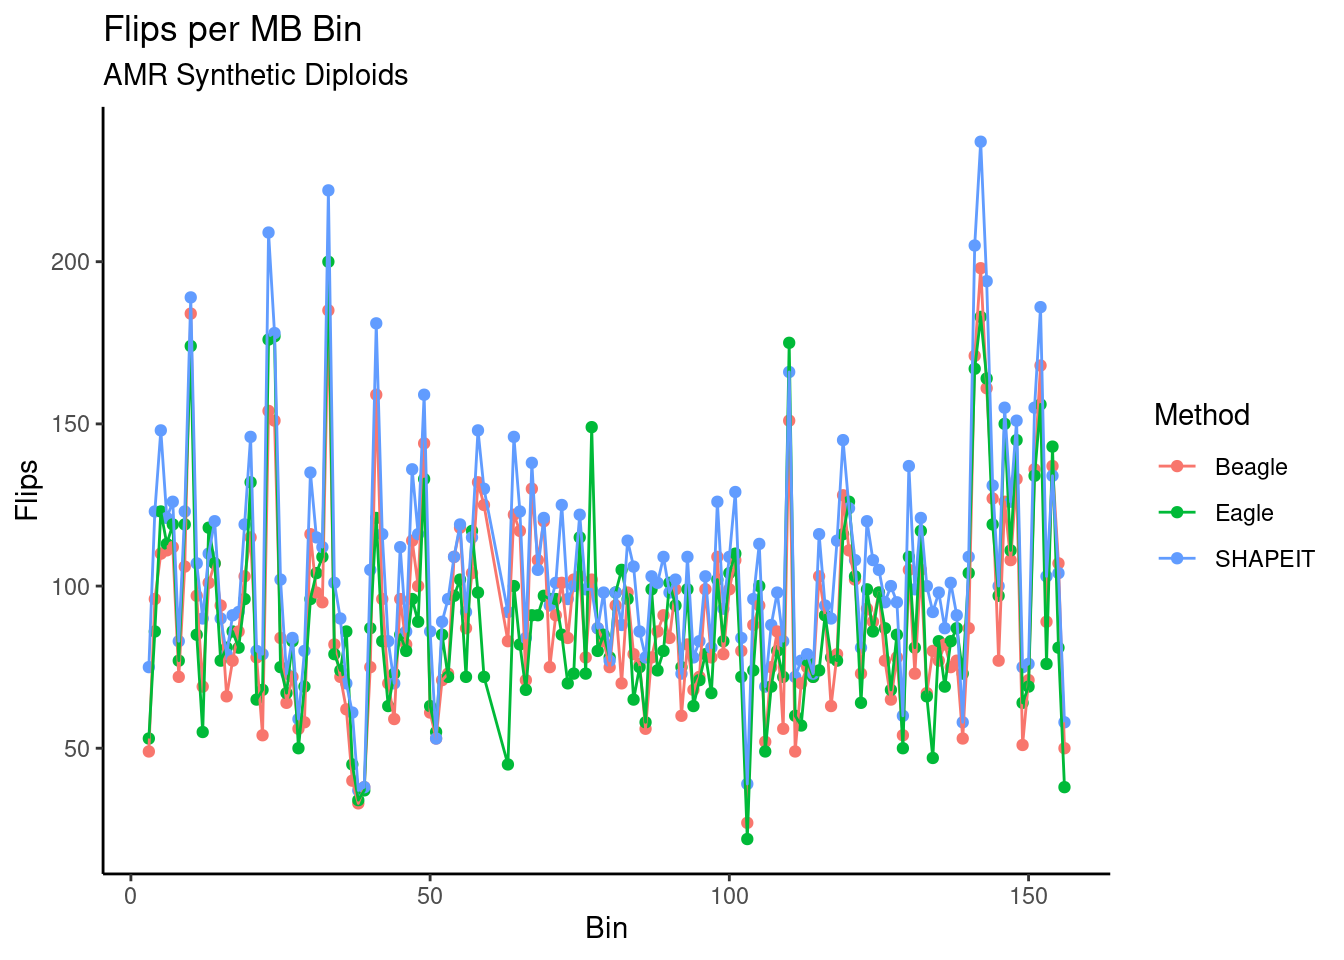 Flips per MB Bin
AMR Synthetic Diploids
Flips
200
150
100
50
0
50
100
150
Bin
Method
Beagle
Eagle
SHAPEIT